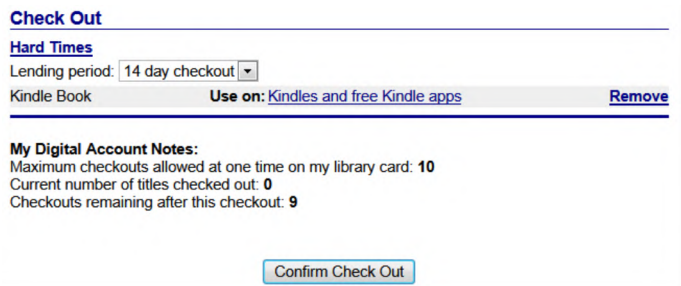 Check Out
Hard Times
Lending period: 14 day checkout
Kindle Book Use on: Kindles and free Kindle apps Remove
My Digital Account Notes:
Maximum checkouts allowed at one time on my library card: 10
Current number of titles checked out: 0
Checkouts remaining after this checkout: 9
Confirm Check Out